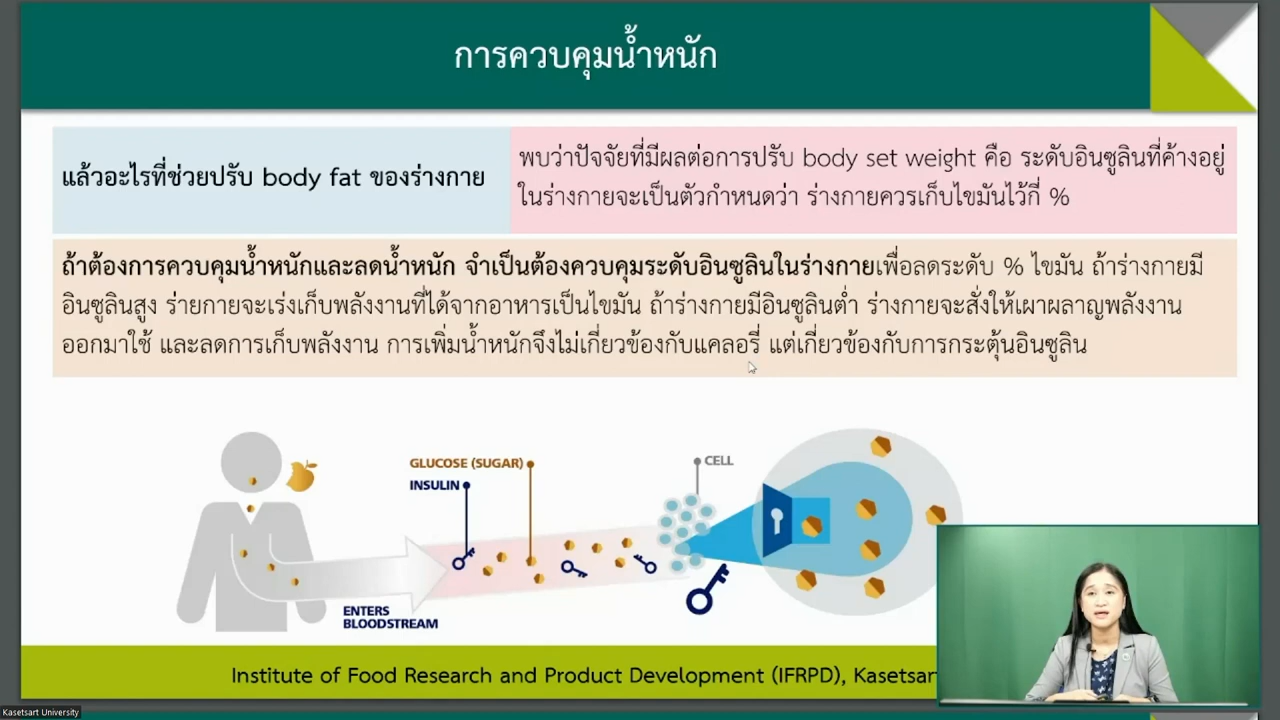 การควบคุมน้ำหนัก
แล้วอะไรที่ช่วยปรับ body fat ของร่างกาย
พบว่าปัจจัยที่มีผลต่อการปรับ body set weight คือ ระดับอินซูลินที่ค้างอยู่
ในร่างกายจะเป็นตัวกำหนดว่า ร่างกายควรเก็บไขมันไว้กี่ %
ถ้าต้องการควบคุมน้ำหนักและลดน้ำหนัก จำเป็นต้องควบคุมระดับอินซูลินในร่างกายเพื่อลดระดับ % ไขมัน ถ้าร่างกายมี
อินซูลินสูง ร่ายกายจะเร่งเก็บพลังงานที่ได้จากอาหารเป็นไขมัน ถ้าร่างกายมีอินซูลินต่ำ ร่างกายจะสั่งให้เผาผลาญพลังงาน
ออกมาใช้ และลดการเก็บพลังงาน การเพิ่มน้ำหนักจึงไม่เกี่ยวข้องกับแคลอรี่ แต่เกี่ยวข้องกับการกระตุ้นอินซูลิน
GLUCOSE (SUGAR)
INSULIN
CELL
ENTERS
BLOODSTREAM
Institute of Food Research and Product Development (IFRPD), Kasetsar
Kasetsart University